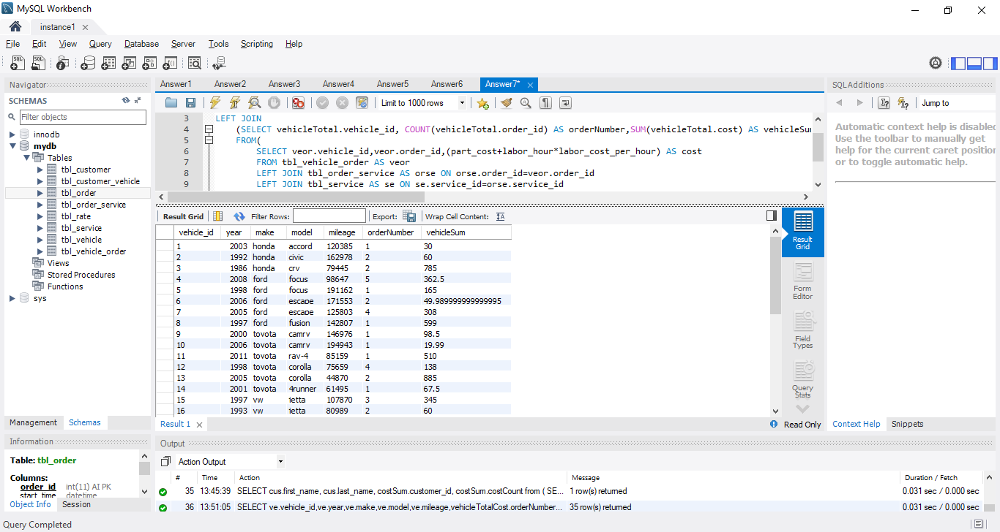 MySQL Workbench
instance1
File Edit View Query Database Server Tools Scripting Help
Navigator
SCHEMAS
Filter objects
innodb
mydb
Tables
tbl_customer
tbl_customer_vehicle
tbl_order
tbl_order_service
tbl_rate
tbl_service
tbl_vehicle
tbl_vehicle_order
Views
Stored Procedures
Functions
sys
Management Schemas
Information
Table: tbl_order
Columns:
order_id int(11) AI PK
start_time datetime
Object Info Session
Query Completed
Answer1 Answer2 Answer3 Answer4 Answer5 Answer6 Answer7*
Limit to 1000 rows
3 LEFT JOIN
4 (SELECT vehicleTotal.vehicle_id, COUNT(vehicleTotal.order_id) AS orderNumber,SUM(vehicleTotal.cost) AS vehicleSu
5 FROM(
6 SELECT veor.vehicle_id,veor.order_id,(part_cost+labor_hour*labor_cost_per_hour) AS cost
7 FROM tbl_vehicle_order AS veor
8 LEFT JOIN tbl_order_service AS orse ON orse.order_id=veor.order_id
9 LEFT JOIN tbl_service AS se ON se.service_id=orse.service_id
Result Grid Filter Rows: Export: Wrap Cell Content: IA
vehicle_id year make model mileage orderNumber vehicleSum
1 2003 honda accord 120385 1 30
2 1992 honda civic 162978 2 60
3 1986 honda crv 79445 2 785
4 2008 ford focus 98647 5 362.5
5 1998 ford focus 191162 1 165
6 2006 ford escape 171553 2 49.989999999999995
7 2005 ford escape 125803 4 308
8 1997 ford fusion 142807 1 599
9 2000 toyota camry 146976 1 98.5
10 2006 toyota camry 194943 1 19.99
11 2011 toyota rav-4 85159 1 510
12 1998 toyota corolla 75659 4 138
13 2005 toyota corolla 44870 2 885
14 2001 toyota 4runner 61495 1 67.5
15 1997 vw jetta 107870 3 345
16 1993 vw jetta 80989 2 60
Result Grid
Form Editor
Field Types
Query Stats
Result 1
Read Only
Output
Action Output
# Time Action Message Duration / Fetch
35 13:45:39 SELECT cus.first_name, cus.last_name, costSum.customer_id, costSum.costCount from ( SE... 1 row(s) returned 0.031 sec / 0.000 sec
36 13:51:05 SELECT ve.vehicle_id,ve.year,ve.make,ve.model,ve.mileage,vehicleTotalCost.orderNumber... 35 row(s) returned 0.031 sec / 0.000 sec
SQLAdditions
Jump to
Automatic context help is disabled
Use the toolbar to manually get
help for the current caret position
or to toggle automatic help.
Context Help Snippets